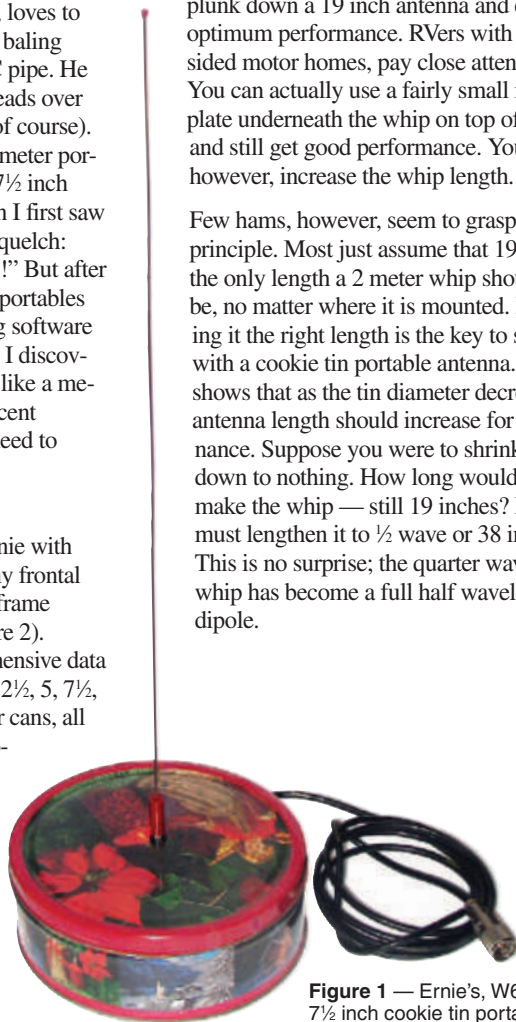 , loves to
baling
pipe. He
eads over
of course).
meter por-
7½ inch
n I first saw
quelch:
!” But after
portables
g software
I discov-
like a me-
cent
eed to
nie with
y frontal
frame
re 2).
ensive data
2½, 5, 7½,
r cans, all
-
plunk down a 19 inch antenna and
optimum performance. RVers with
sided motor homes, pay close atten
You can actually use a fairly small
plate underneath the whip on top of
and still get good performance. You
however, increase the whip length.
Few hams, however, seem to grasp
principle. Most just assume that 19
the only length a 2 meter whip shou
be, no matter where it is mounted.
ing it the right length is the key to s
with a cookie tin portable antenna.
shows that as the tin diameter decre
antenna length should increase for
nance. Suppose you were to shrink
down to nothing. How long would
make the whip — still 19 inches?
must lengthen it to ½ wave or 38 in
This is no surprise; the quarter wav
whip has become a full half wavel
dipole.
Figure 1 — Ernie’s, W6
7½ inch cookie tin porta